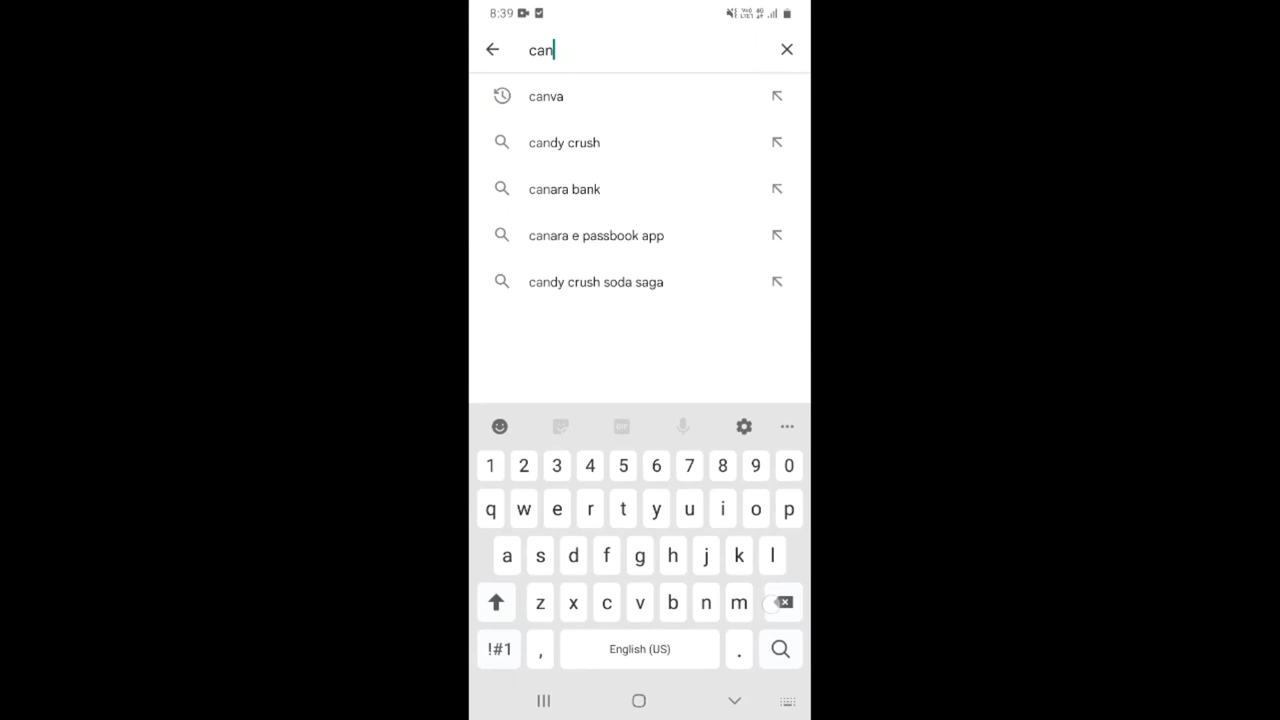 8:39
can
canva
candy crush
canara bank
canara e passbook app
candy crush soda saga
GIF
1 2 3 4 5 6 7 8 9 0
q w e r t y u i o p
a s d f g h j k l
z x c v b n m
!#1 , English (US) .